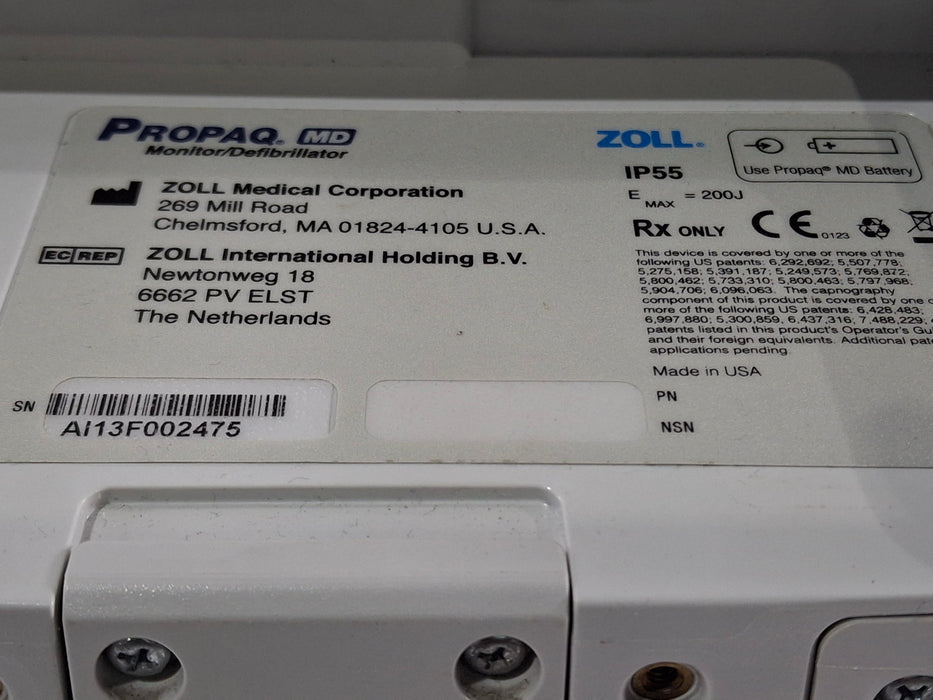 PROPAQ® MD
Monitor/Defibrillator
ZOLL Medical Corporation
269 Mill Road
Chelmsford, MA 01824-4105 U.S.A.
EC REP
ZOLL International Holding B.V.
Newtonweg 18
6662 PV ELST
The Netherlands
SN
AI13F002475
ZOLL®
Use Propaq® MD Battery
IP55
E MAX = 200J
Rx ONLY CE 0123
This device is covered by one or more of the
following US patents: 6,292,692; 5,507,778;
5,275,158; 5,391,187; 5,249,573; 5,769,872;
5,800,462; 5,733,310; 5,800,463; 5,797,968;
5,904,706; 6,096,063. The capnography
component of this product is covered by one
more of the following US patents: 6,428,483;
6,997,880; 5,300,859, 6,437,316, 7,488,229,
patents listed in this product's Operator's
and their foreign equivalents. Additional
applications pending.
Made in USA
PN
NSN